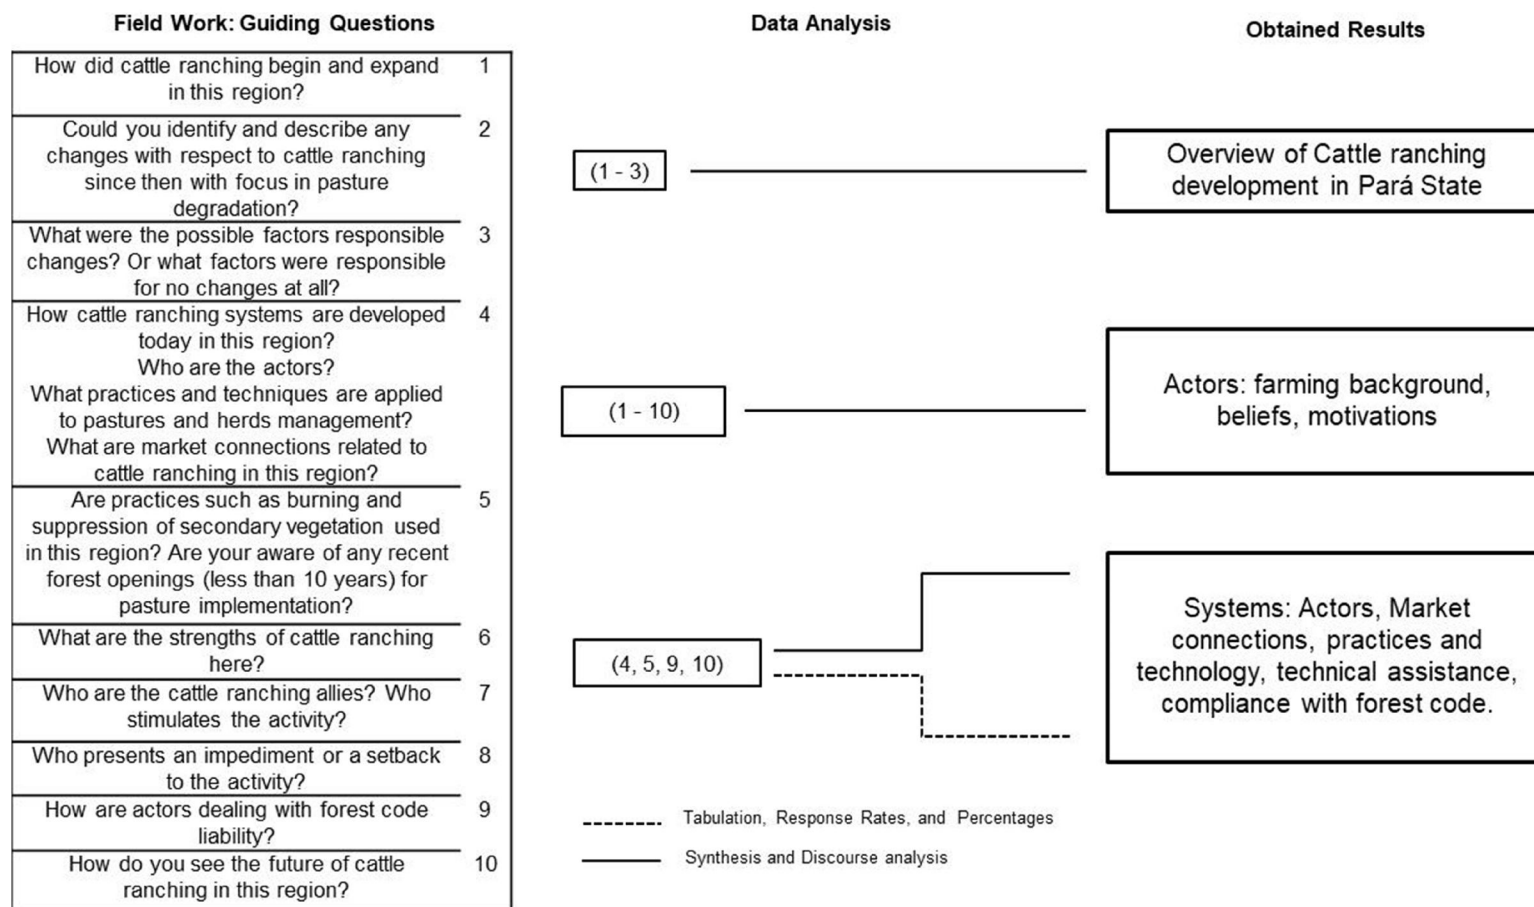 Field Work: Guiding Questions
How did cattle ranching begin and expand 1
in this region?
Could you identify and describe any 2
changes with respect to cattle ranching
since then with focus in pasture
degradation?
What were the possible factors responsible 3
changes? Or what factors were responsible
for no changes at all?
How cattle ranching systems are developed 4
today in this region?
Who are the actors?
What practices and techniques are applied
to pastures and herds management?
What are market connections related to
cattle ranching in this region?
Are practices such as burning and 5
suppression of secondary vegetation used
in this region? Are your aware of any recent
forest openings (less than 10 years) for
pasture implementation?
What are the strengths of cattle ranching 6
here?
Who are the cattle ranching allies? Who 7
stimulates the activity?
Who presents an impediment or a setback 8
to the activity?
How are actors dealing with forest code 9
liability?
How do you see the future of cattle 10
ranching in this region?
Data Analysis
(1 - 3)
(1 - 10)
(4, 5, 9, 10)
Tabulation, Response Rates, and Percentages
Synthesis and Discourse analysis
Obtained Results
Overview of Cattle ranching
development in Pará State
Actors: farming background,
beliefs, motivations
Systems: Actors, Market
connections, practices and
technology, technical assistance,
compliance with forest code.